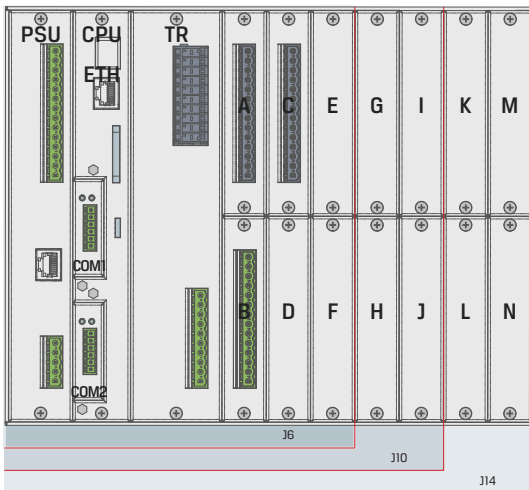 PSU CPU TR
ETH
A C E G I K M
COM1
B D F H J L N
COM2
J6
J10
J14